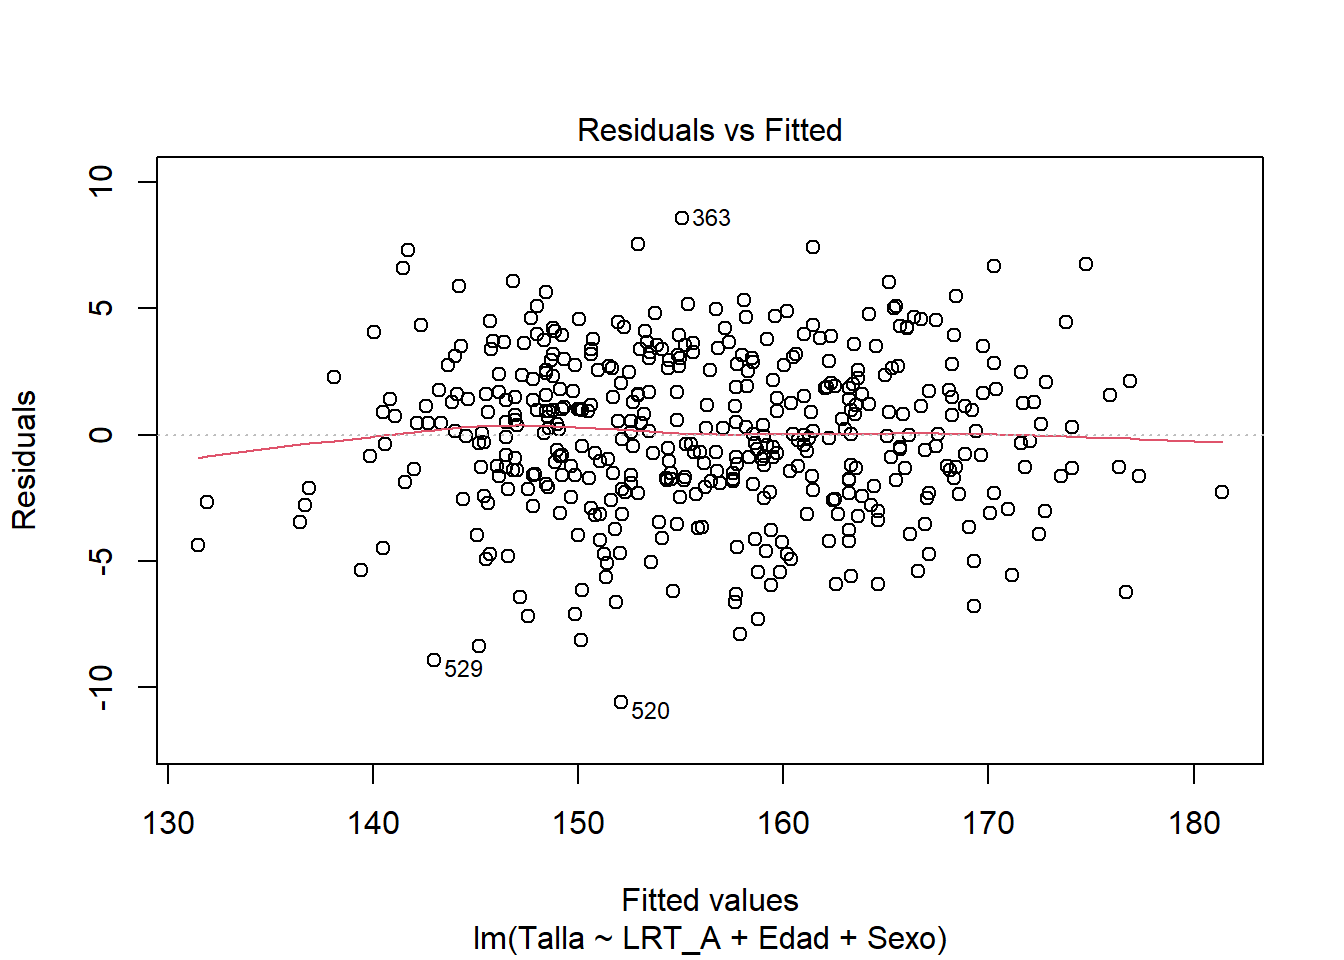 Residuals vs Fitted
Residuals
10
5
0
-5
-10
363
529
520
130 140 150 160 170 180
Fitted values
lm(Talla ~ LRT_A + Edad + Sexo)